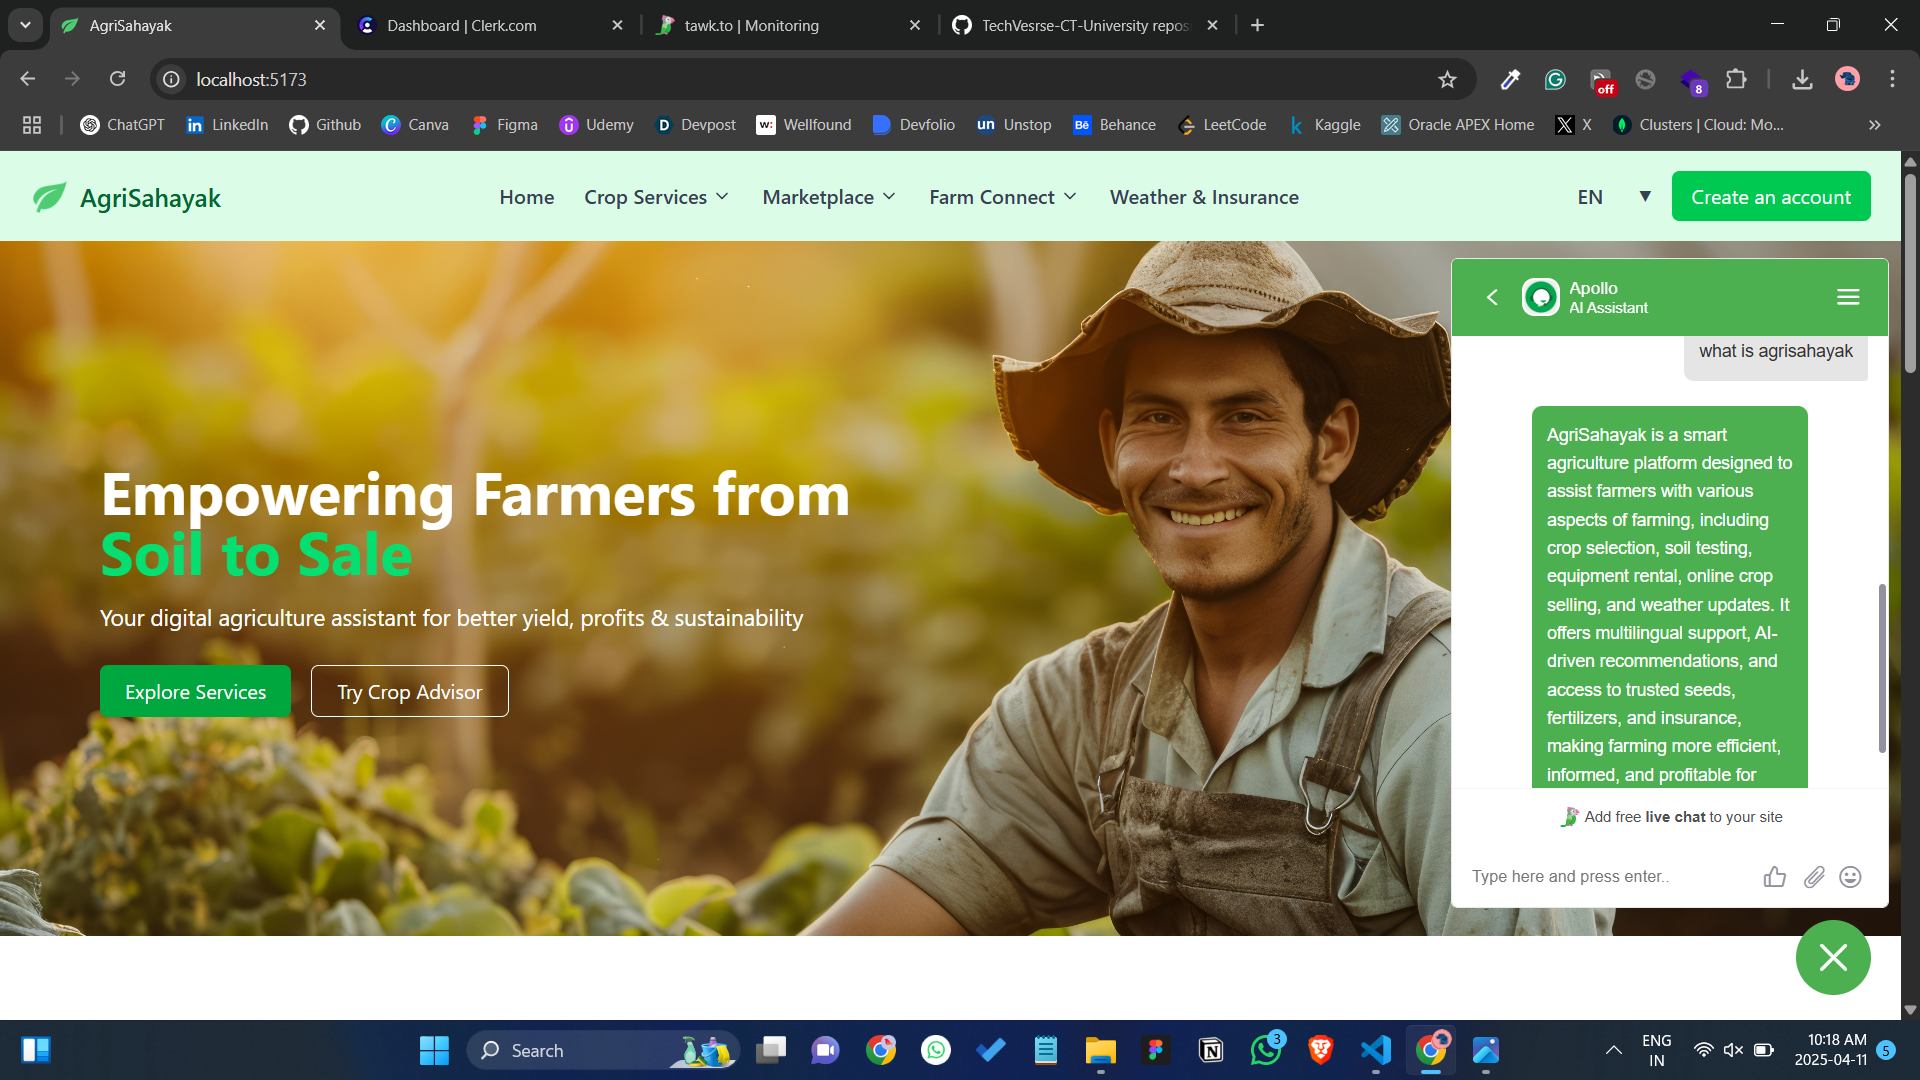 AgriSahayak
Dashboard | Clerk.com
tawk.to | Monitoring
TechVesrse-CT-University repos
localhost:5173
off
8
ChatGPT
LinkedIn
Github
Canva
Figma
Udemy
Devpost
Wellfound
Devfolio
Unstop
Behance
LeetCode
Kaggle
Oracle APEX Home
X
Clusters | Cloud: Mo...
AgriSahayak
Home
Crop Services
Marketplace
Farm Connect
Weather & Insurance
EN
Create an account
Empowering Farmers from
Soil to Sale
Your digital agriculture assistant for better yield, profits & sustainability
Explore Services
Try Crop Advisor
Apollo
AI Assistant
what is agrisahayak
AgriSahayak is a smart
agriculture platform designed to
assist farmers with various
aspects of farming, including
crop selection, soil testing,
equipment rental, online crop
selling, and weather updates. It
offers multilingual support, AI-
driven recommendations, and
access to trusted seeds,
fertilizers, and insurance,
making farming more efficient,
informed, and profitable for
Add free live chat to your site
Type here and press enter..
Search
3
ENG
IN
10:18 AM
2025-04-11
5